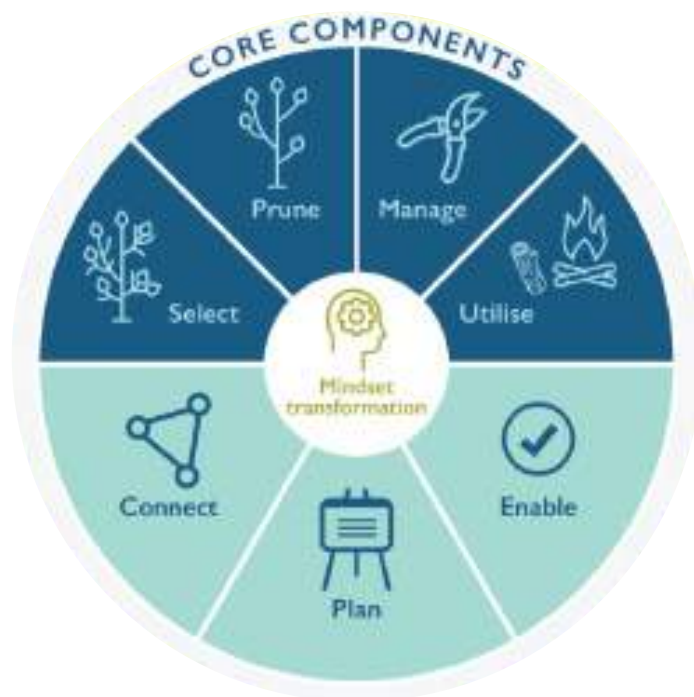 CORE COMPONENTS
Prune
Manage
Select
Utilise
Mindset
transformation
Connect
Enable
Plan